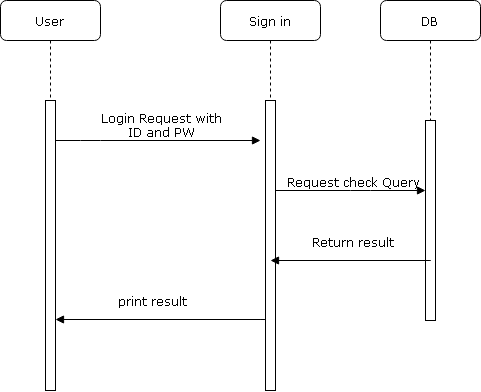 User
Sign in
DB
Login Request with
ID and PW
Request check Query
Return result
print result